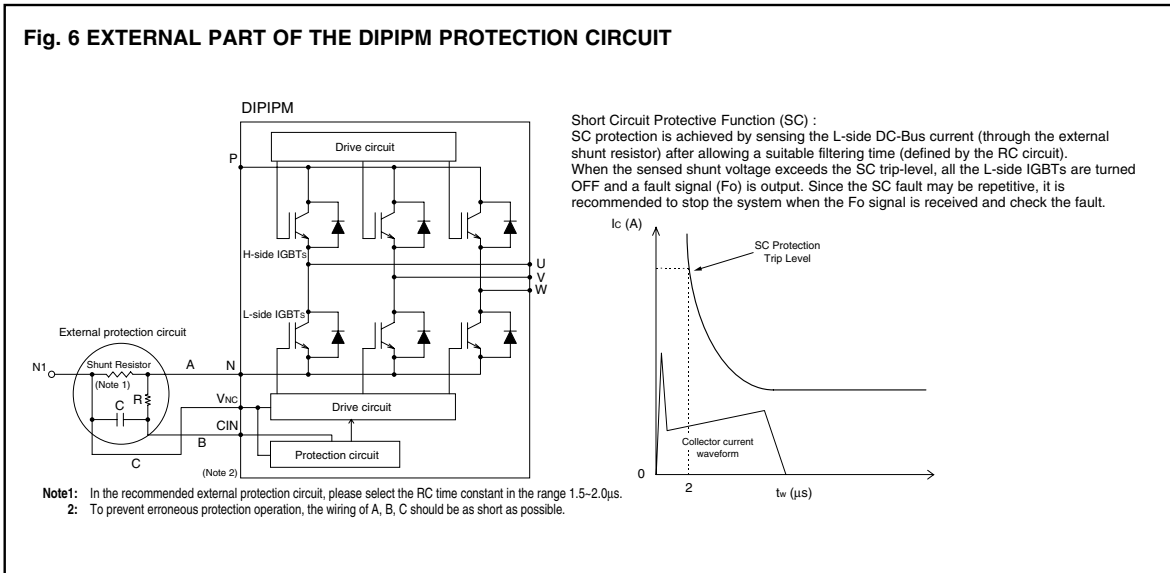 Fig. 6 EXTERNAL PART OF THE DIPIPM PROTECTION CIRCUIT
DIPIPM
Drive circuit
P
H-side IGBTs
U
V
W
L-side IGBTs
External protection circuit
N1
Shunt Resistor
(Note 1)
A
N
R
C
VNC
Drive circuit
CIN
B
C
Protection circuit
(Note 2)
Short Circuit Protective Function (SC) :
SC protection is achieved by sensing the L-side DC-Bus current (through the external
shunt resistor) after allowing a suitable filtering time (defined by the RC circuit).
When the sensed shunt voltage exceeds the SC trip-level, all the L-side IGBTs are turned
OFF and a fault signal (Fo) is output. Since the SC fault may be repetitive, it is
recommended to stop the system when the Fo signal is received and check the fault.
IC (A)
SC Protection
Trip Level
Collector current
waveform
0
2
tw (µs)
Note1: In the recommended external protection circuit, please select the RC time constant in the range 1.5~2.0µs.
2: To prevent erroneous protection operation, the wiring of A, B, C should be as short as possible.